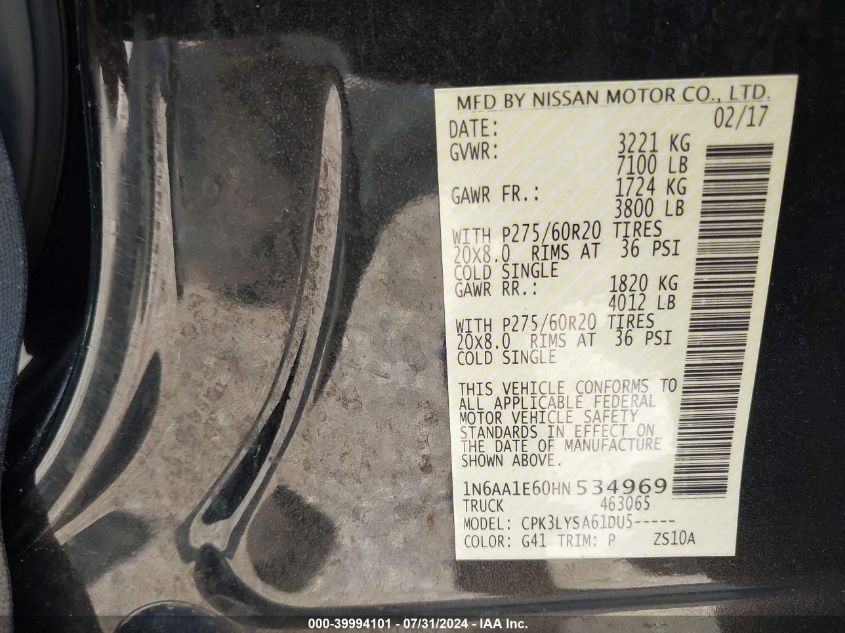 MFD BY NISSAN MOTOR CO., LTD.
DATE: 02/17
GVWR: 3221 KG
7100 LB
GAWR FR.: 1724 KG
3800 LB
WITH P275/60R20 TIRES
20X8.0 RIMS AT 36 PSI
COLD SINGLE
GAWR RR.: 1820 KG
4012 LB
WITH P275/60R20 TIRES
20X8.0 RIMS AT 36 PSI
COLD SINGLE
THIS VEHICLE CONFORMS TO
ALL APPLICABLE FEDERAL
MOTOR VEHICLE SAFETY
STANDARDS IN EFFECT ON
THE DATE OF MANUFACTURE
SHOWN ABOVE.
1N6AA1E60HN534969
TRUCK 463065
MODEL: CPK3LYSA61DU5-----
COLOR: G41 TRIM: P ZS10A
000-39994101 - 07/31/2024 - IAA Inc.